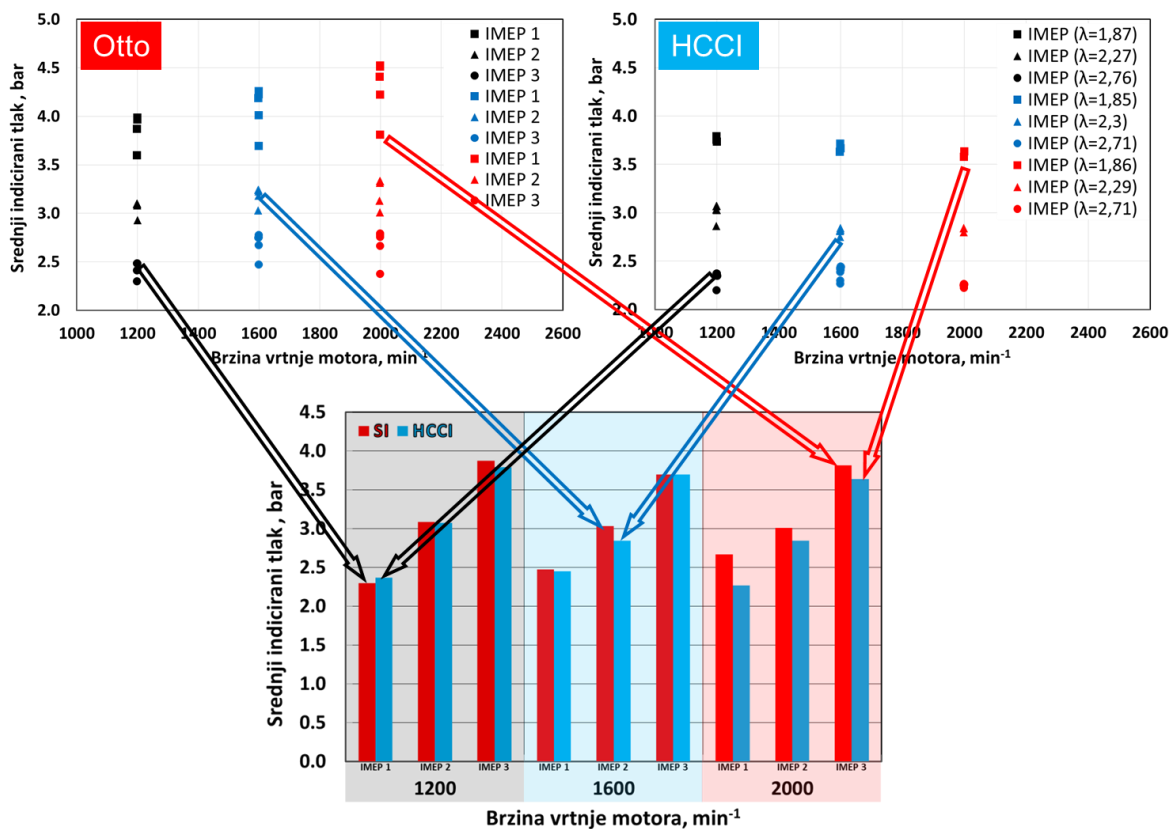 Otto
Srednji indicirani tlak, bar
5.0
4.5
4.0
3.5
3.0
2.5
2.0
1000 1200 1400 1600 1800 2000 2200 2400 2600
Brzina vrtnje motora, min-1
IMEP 1
IMEP 2
IMEP 3
IMEP 1
IMEP 2
IMEP 3
IMEP 1
IMEP 2
IMEP 3
HCCI
Srednji indicirani tlak, bar
5.0
4.5
4.0
3.5
3.0
2.5
2.0
1200 1400 1600 1800 2000 2200 2400 2600
Brzina vrtnje motora, min-1
IMEP (λ=1,87)
IMEP (λ=2,27)
IMEP (λ=2,76)
IMEP (λ=1,85)
IMEP (λ=2,3)
IMEP (λ=2,71)
IMEP (λ=1,86)
IMEP (λ=2,29)
IMEP (λ=2,71)
Srednji indicirani tlak, bar
4.5
4.0
3.5
3.0
2.5
2.0
1.5
1.0
0.5
0.0
SI HCCI
IMEP 1 IMEP 2 IMEP 3 IMEP 1 IMEP 2 IMEP 3 IMEP 1 IMEP 2 IMEP 3
1200 1600 2000
Brzina vrtnje motora, min-1